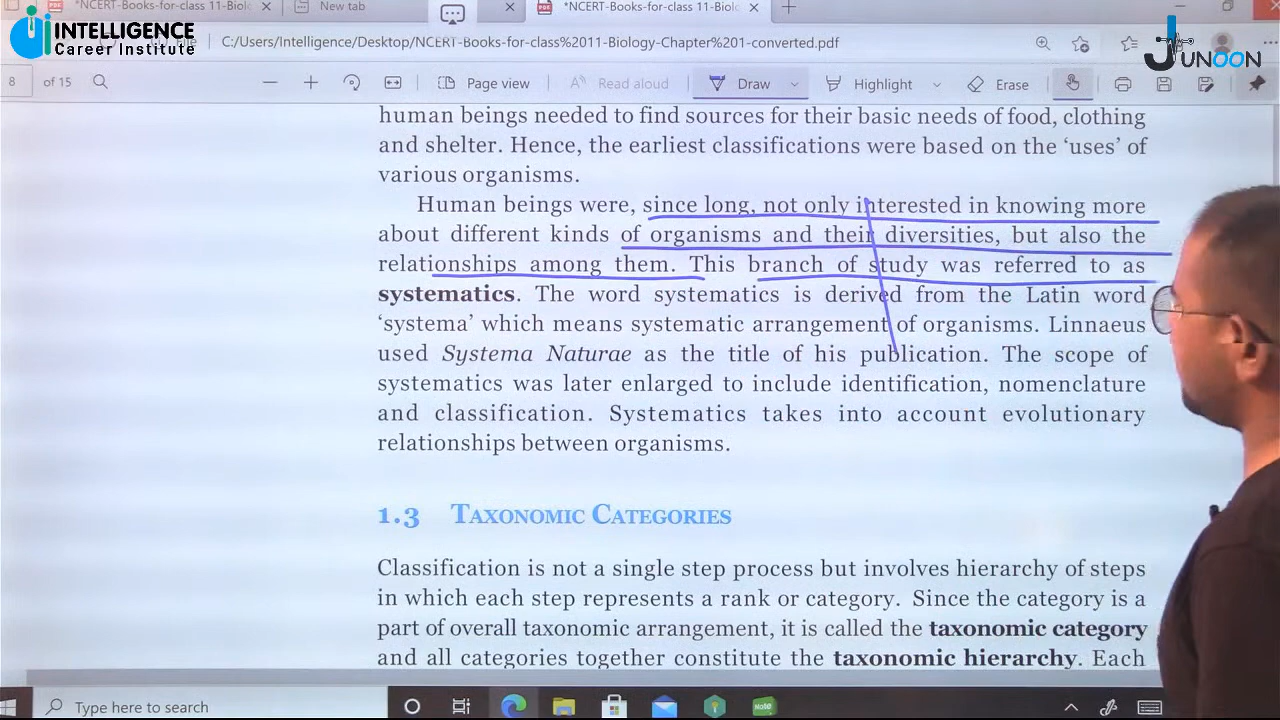 *NCERT-Books-for class 11-Biol
New tab
*NCERT-Books-for class 11-Biolo
INTELLIGENCE
Career Institute
C:/Users/Intelligence/Desktop/NCERT-Books-for-class%2011-Biology-Chapter%201-converted.pdf
JUNOON
8 of 15
Page view
Read aloud
Draw
Highlight
Erase
human beings needed to find sources for their basic needs of food, clothing
and shelter. Hence, the earliest classifications were based on the ‘uses’ of
various organisms.
Human beings were, since long, not only interested in knowing more
about different kinds of organisms and their diversities, but also the
relationships among them. This branch of study was referred to as
systematics. The word systematics is derived from the Latin word
‘systema’ which means systematic arrangement of organisms. Linnaeus
used Systema Naturae as the title of his publication. The scope of
systematics was later enlarged to include identification, nomenclature
and classification. Systematics takes into account evolutionary
relationships between organisms.
1.3 TAXONOMIC CATEGORIES
Classification is not a single step process but involves hierarchy of steps
in which each step represents a rank or category. Since the category is a
part of overall taxonomic arrangement, it is called the taxonomic category
and all categories together constitute the taxonomic hierarchy. Each
Type here to search
Note